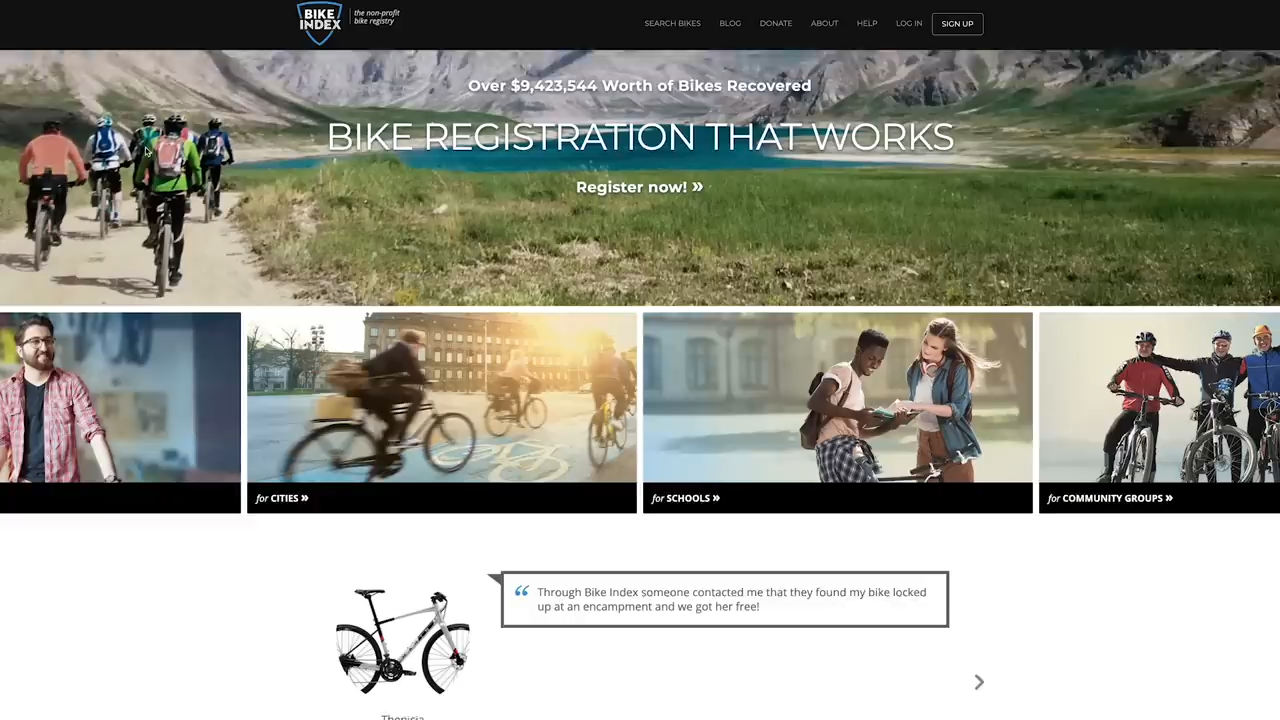 BIKE INDEX
the non-profit
bike registry
SEARCH BIKES
BLOG
DONATE
ABOUT
HELP
LOG IN
SIGN UP
Over $9,423,544 Worth of Bikes Recovered
BIKE REGISTRATION THAT WORKS
Register now! »
for CITIES »
for SCHOOLS »
for COMMUNITY GROUPS »
“ Through Bike Index someone contacted me that they found my bike locked
up at an encampment and we got her free!